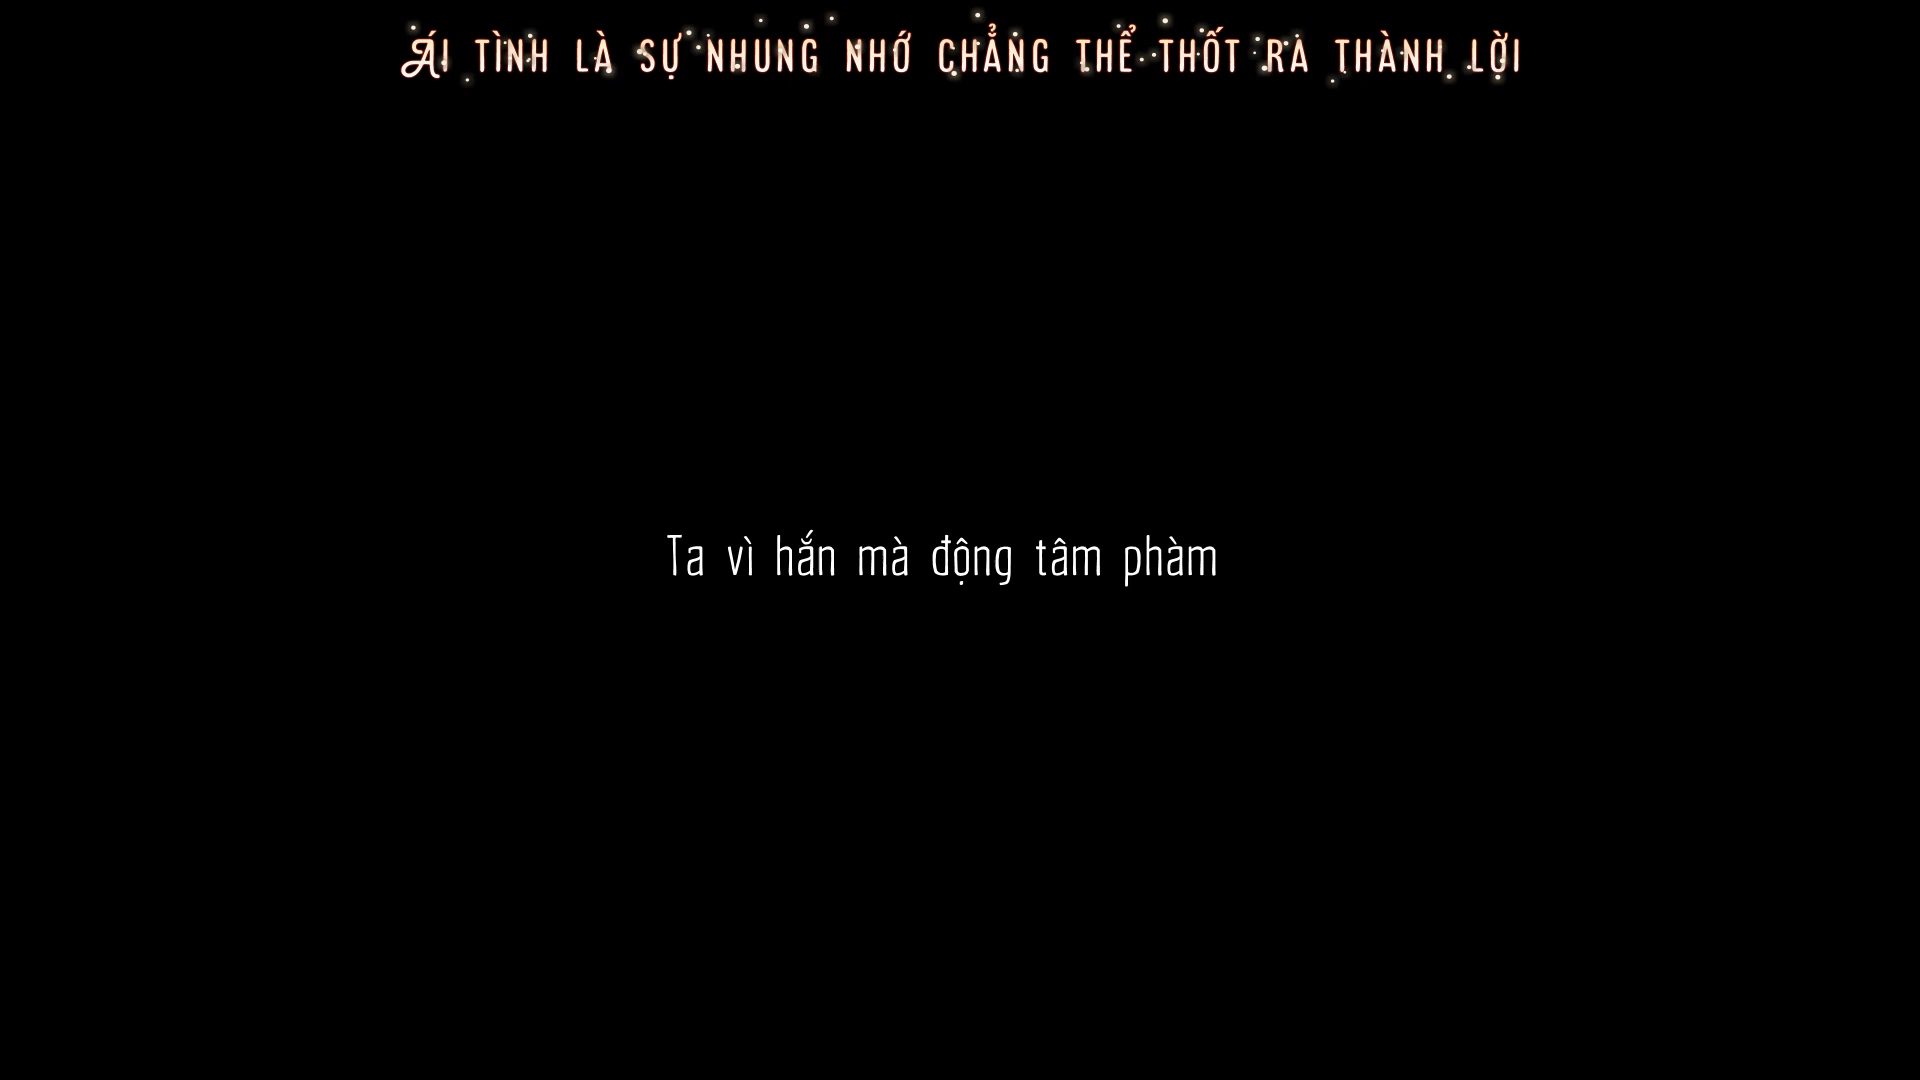 ÁI TÌNH LÀ SỰ NHUNG NHỚ CHẲNG THỂ THỐT RA THÀNH LỜI
Ta vì hắn mà động tâm phàm